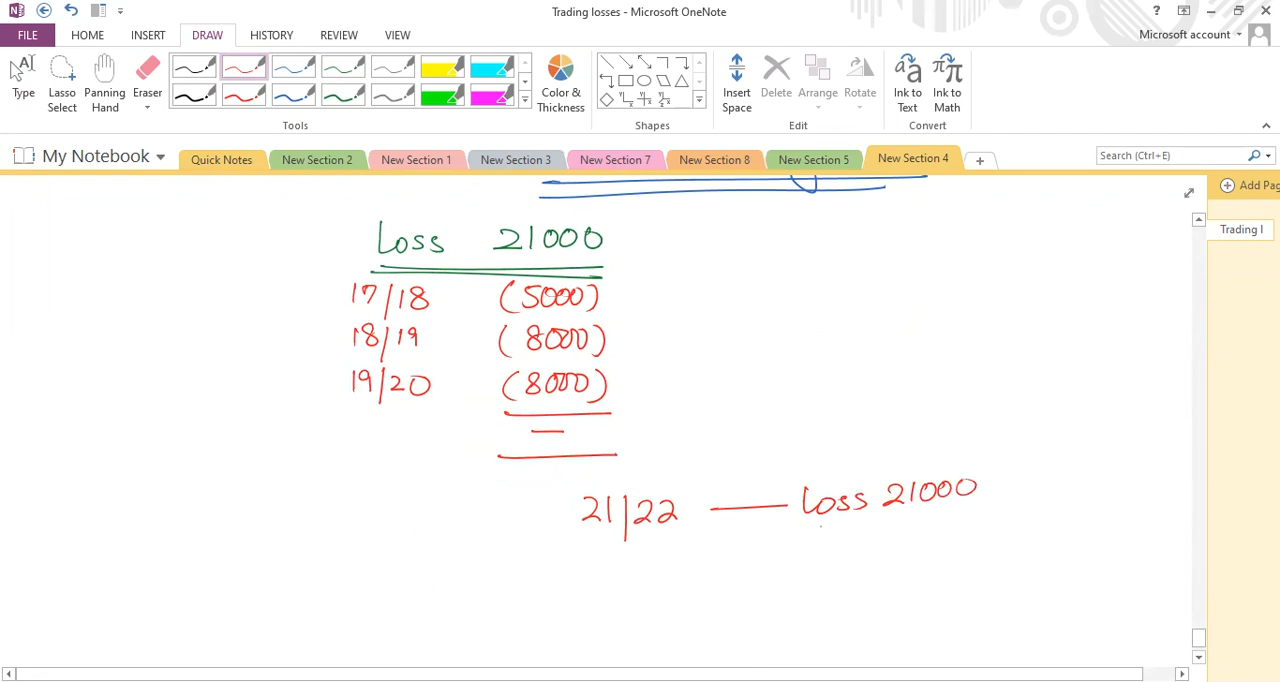 Trading losses - Microsoft OneNote
?
FILE HOME INSERT DRAW HISTORY REVIEW VIEW
Microsoft account
Type
Lasso Select
Panning Hand
Eraser
Color & Thickness
Insert Space
Delete
Arrange
Rotate
Ink to Text
Ink to Math
Tools
Shapes
Edit
Convert
My Notebook
Quick Notes New Section 2 New Section 1 New Section 3 New Section 7 New Section 8 New Section 5 New Section 4
Search (Ctrl+E)
Add Pag
Trading l
Loss 21000
17/18 (5000)
18/19 (8000)
19/20 (8000)
—
21|22 —— Loss 21000